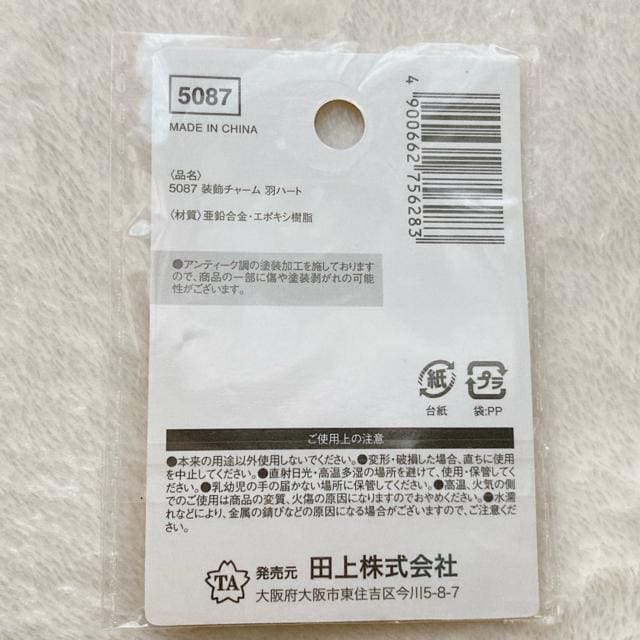 5087
MADE IN CHINA
4 900662 756283
〈品名〉
5087 装飾チャーム 羽ハート
〈材質〉亜鉛合金・エポキシ樹脂
●アンティーク調の塗装加工を施しております
ので、商品の一部に傷や塗装剥がれの可能
性がございます。
紙
プラ
台紙
袋:PP
ご使用上の注意
●本来の用途以外使用しないでください。●変形・破損した場合、直ちに使用
を中止してください。●直射日光・高温多湿の場所を避けて、使用・保管してく
ださい。●乳幼児の手の届かない場所に保管してください。●高温、火気の側
でのご使用は商品の変質、火傷の原因になりますのでおやめください。●水濡
れなどにより、金属の錆びなどの原因になる場合がございますので、ご注意く
ださい。
TA
発売元 田上株式会社
大阪府大阪市東住吉区今川5-8-7